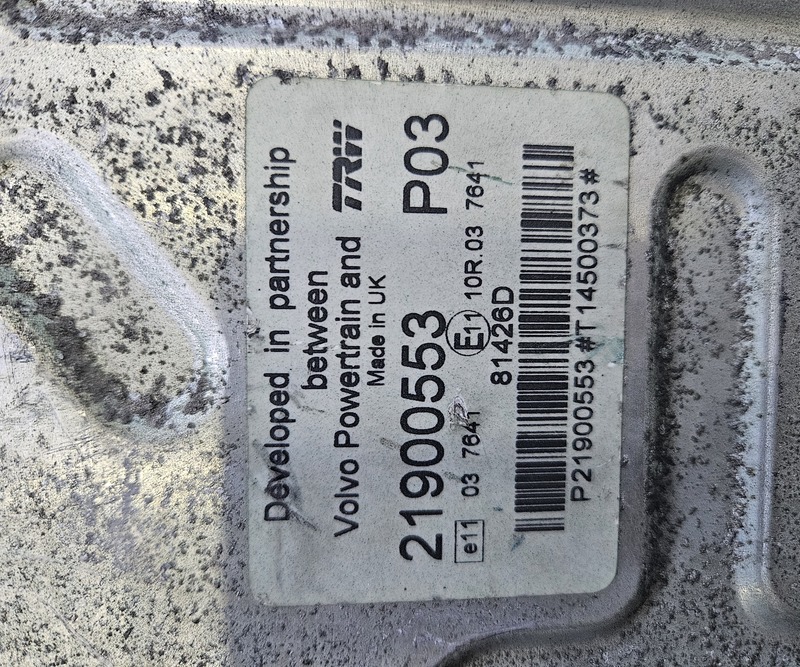 Developed in partnership
between
Volvo Powertrain and TRW
Made in UK
21900553 P03
e11 03 7641 E11 10R.03 7641
81426D
P21900553#T14500373#